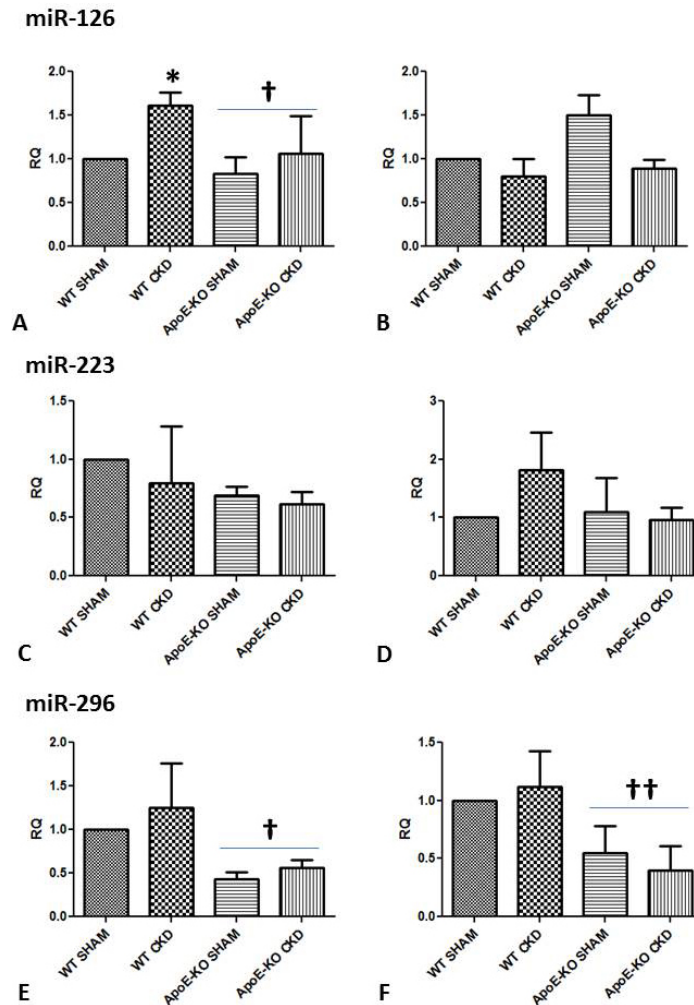 miR-126
2.0
1.5
1.0
0.5
0.0
RQ
*
†
WT SHAM
WT CKD
ApoE-KO SHAM
ApoE-KO CKD
A
2.0
1.5
1.0
0.5
0.0
RQ
WT SHAM
WT CKD
ApoE-KO SHAM
ApoE-KO CKD
B
miR-223
1.5
1.0
0.5
0.0
RQ
WT SHAM
WT CKD
ApoE-KO SHAM
ApoE-KO CKD
C
3
2
1
0
RQ
WT SHAM
WT CKD
ApoE-KO SHAM
ApoE-KO CKD
D
miR-296
2.0
1.5
1.0
0.5
0.0
RQ
†
WT SHAM
WT CKD
ApoE-KO SHAM
ApoE-KO CKD
E
1.5
1.0
0.5
0.0
RQ
††
WT SHAM
WT CKD
ApoE-KO SHAM
ApoE-KO CKD
F